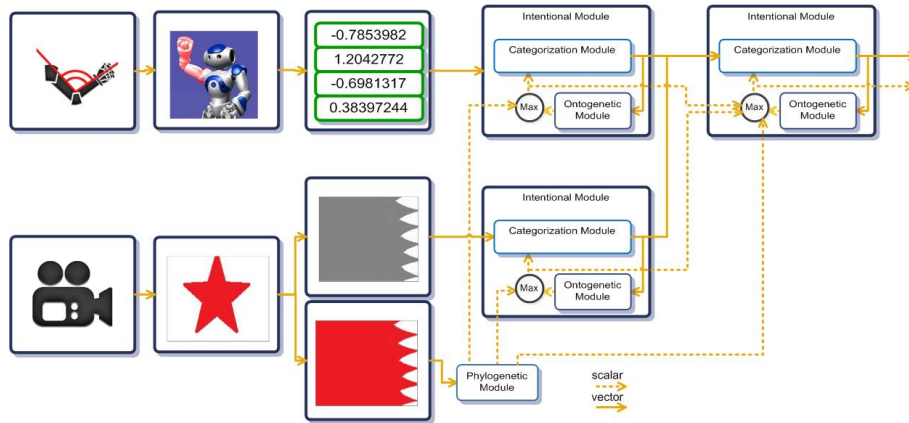 -0.7853982
1.2042772
-0.6981317
0.38397244
Intentional Module
Categorization Module
Max
Ontogenetic
Module
Intentional Module
Categorization Module
Max
Ontogenetic
Module
Intentional Module
Categorization Module
Max
Ontogenetic
Module
Phylogenetic
Module
scalar
vector